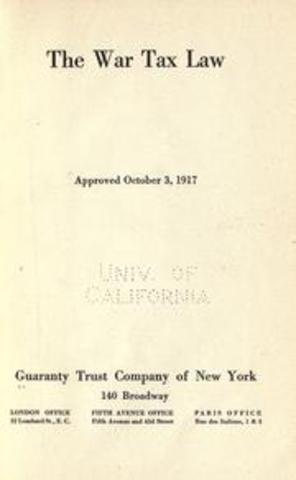 The War Tax Law
Approved October 3, 1917
UNIV. OF
CALIFORNIA
Guaranty Trust Company of New York
140 Broadway
LONDON OFFICE FIFTH AVENUE OFFICE PARIS OFFICE
32 Lombard St., E. C. Fifth Avenue and 43d Street Rue des Italiens, 1 & 3